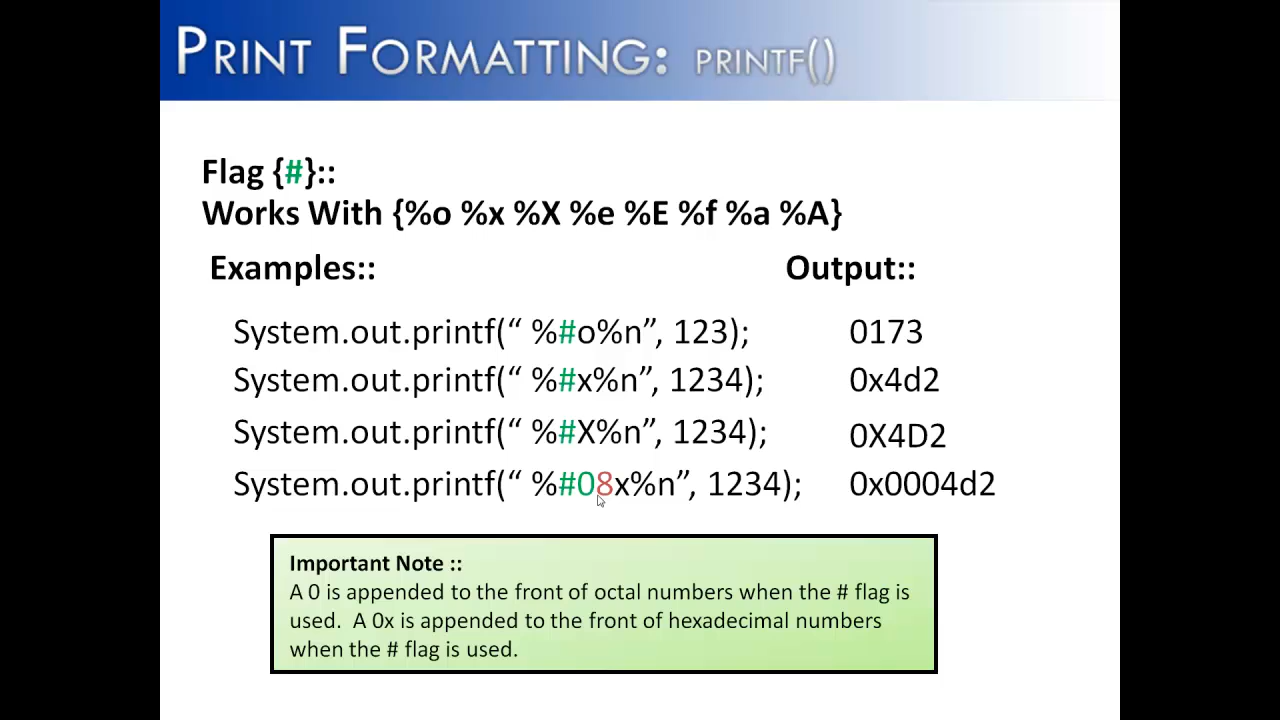 PRINT FORMATTING: PRINTF()
Flag {#}::
Works With {%o %x %X %e %E %f %a %A}
Examples:: Output::
System.out.printf(“ %#o%n”, 123); 0173
System.out.printf(“ %#x%n”, 1234); 0x4d2
System.out.printf(“ %#X%n”, 1234); 0X4D2
System.out.printf(“ %#08x%n”, 1234); 0x0004d2
Important Note ::
A 0 is appended to the front of octal numbers when the # flag is
used. A 0x is appended to the front of hexadecimal numbers
when the # flag is used.